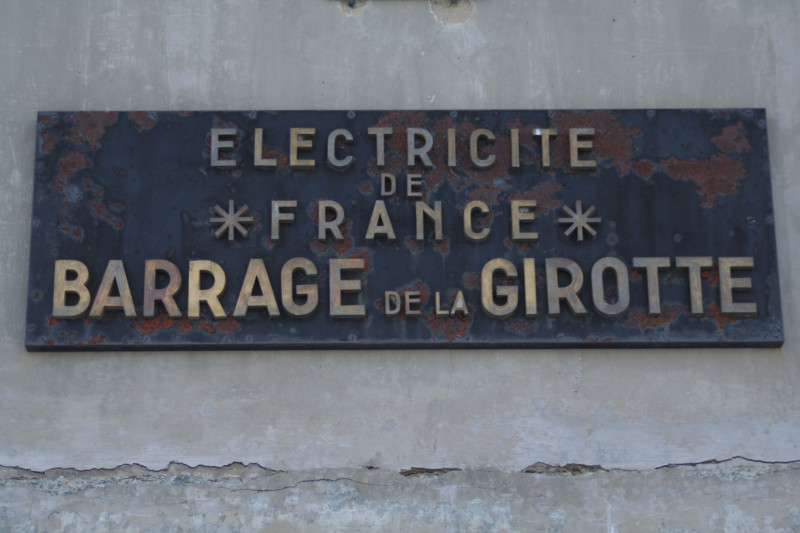 ELECTRICITE
DE
* FRANCE *
BARRAGE DE LA GIROTTE